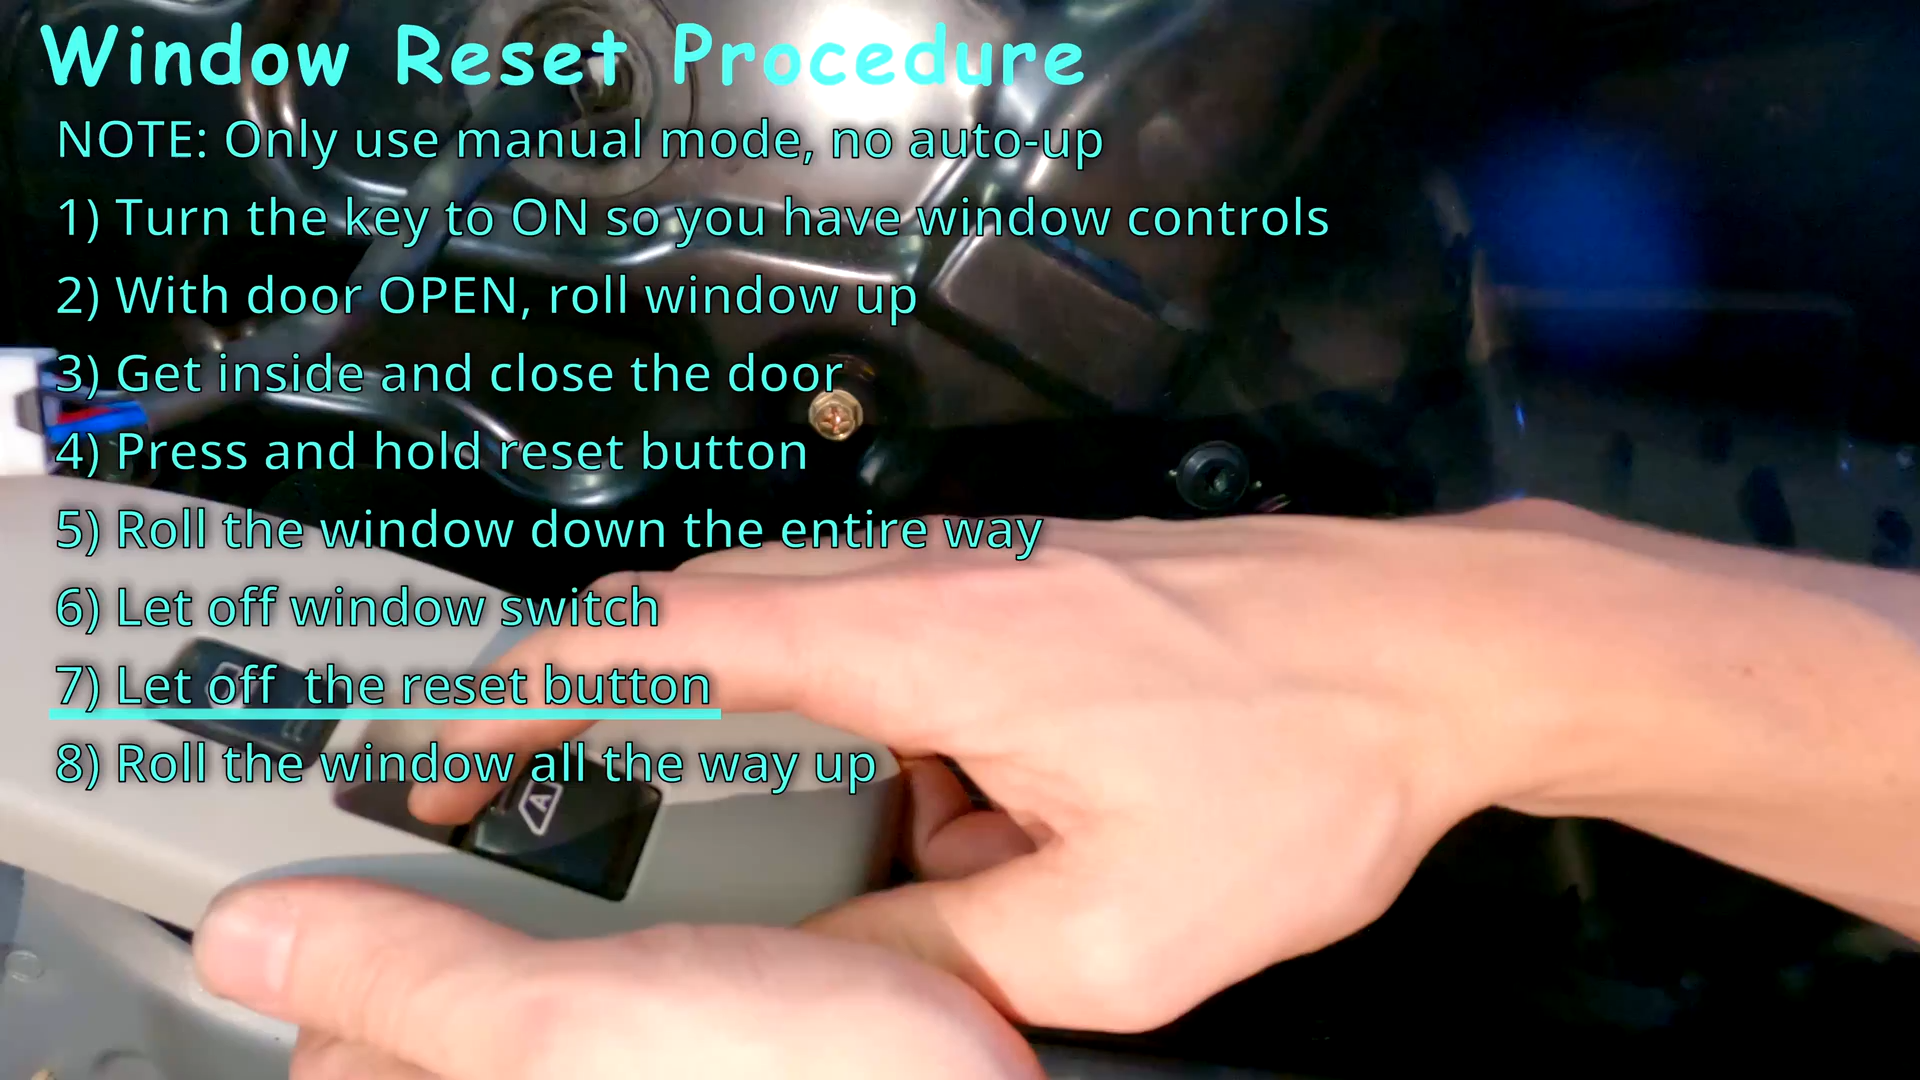 Window Reset Procedure
NOTE: Only use manual mode, no auto-up
1) Turn the key to ON so you have window controls
2) With door OPEN, roll window up
3) Get inside and close the door
4) Press and hold reset button
5) Roll the window down the entire way
6) Let off window switch
7) Let off the reset button
8) Roll the window all the way up
A